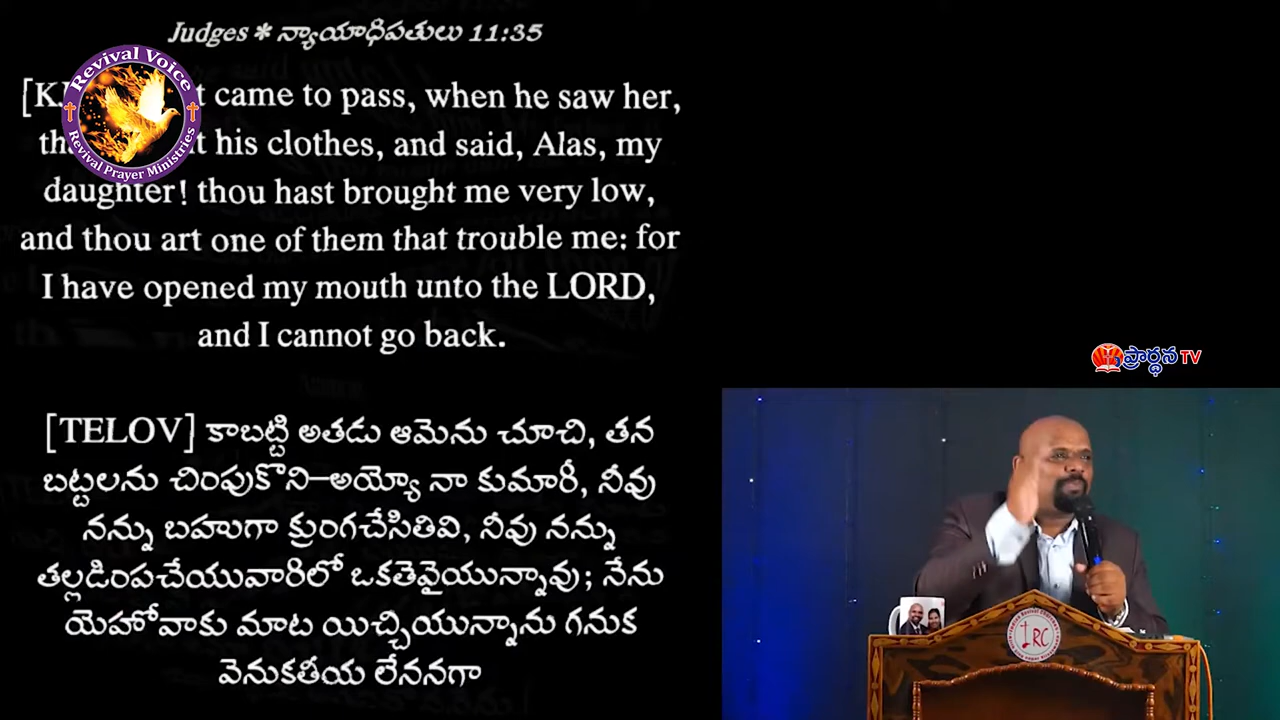 Judges * న్యాయాధిపతులు 11:35
Revival Voice
Revival Prayer Ministries
came to pass, when he saw her,
his clothes, and said, Alas, my
daughter! thou hast brought me very low,
and thou art one of them that trouble me: for
I have opened my mouth unto the LORD,
and I cannot go back.
[TELOV] కాబట్టి అతడు ఆమెను చూచి, తన
బట్టలను చింపుకొని–అయ్యో నా కుమారీ, నీవు
నన్ను బహుగా క్రుంగచేసితివి, నీవు నన్ను
తల్లడింపచేయువారిలో ఒకతెవైయున్నావు; నేను
యెహోవాకు మాట యిచ్చియున్నాను గనుక
వెనుకతీయ లేననగా
ప్రార్థన TV
IRC